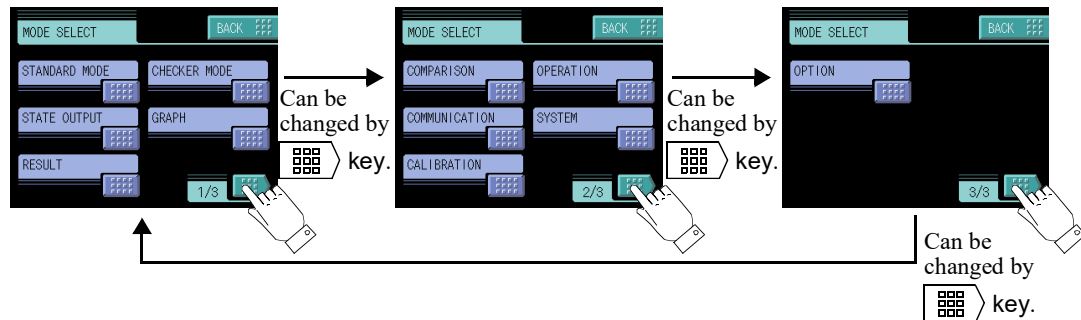 MODE SELECT
BACK
STANDARD MODE
CHECKER MODE
STATE OUTPUT
GRAPH
RESULT
1/3
Can be
changed by
key.
MODE SELECT
BACK
COMPARISON
OPERATION
COMMUNICATION
SYSTEM
CALIBRATION
2/3
Can be
changed by
key.
MODE SELECT
BACK
OPTION
3/3
Can be
changed by
key.